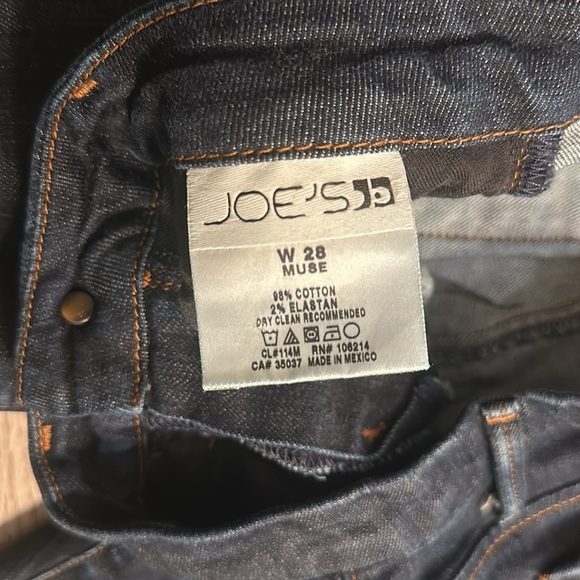 JOE'S
W 28
MUSE
98% COTTON
2% ELASTAN
DRY CLEAN RECOMMENDED
CL#114M RN# 106214
CA# 35037 MADE IN MEXICO